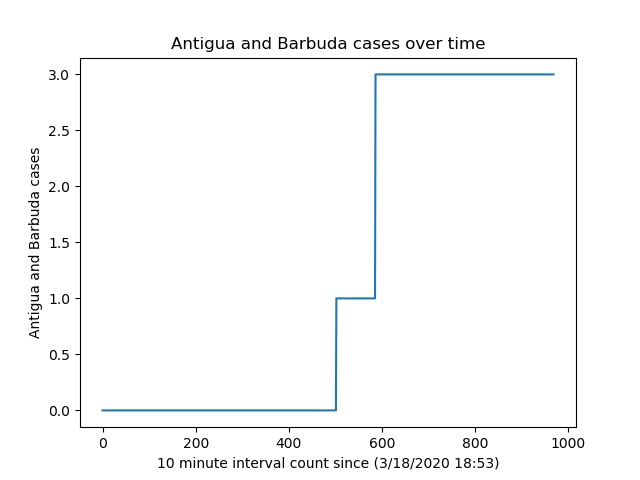 Antigua and Barbuda cases over time
Antigua and Barbuda cases
3.0
2.5
2.0
1.5
1.0
0.5
0.0
0 200 400 600 800 1000
10 minute interval count since (3/18/2020 18:53)